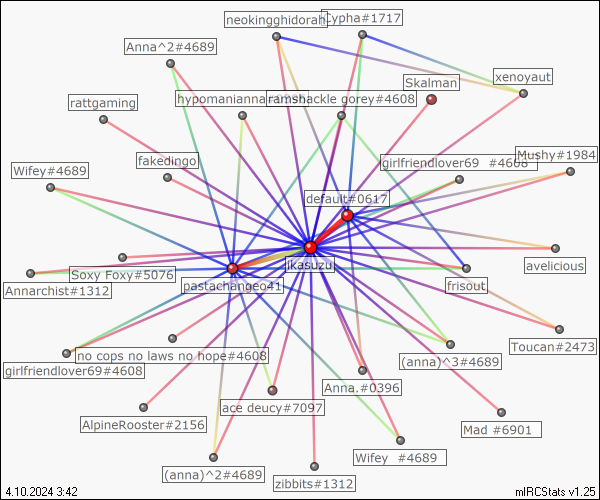 neokingghidorah
Cypha#1717
Anna^2#4689
Skalman
xenoyaut
rattgaming
ramshackle gorey#4608
fakedingo
girlfriendlover69 #4608
Mushy#1984
Wifey#4689
default#0617
jkasuzu
Soxy Foxy#5076
avelicious
Annarchist#1312
pastachangeo41
frisout
no cops no laws no hope#4608
Toucan#2473
girlfriendlover69#4608
(anna)^3#4689
Anna.#0396
ace deucy#7097
AlpineRooster#2156
Mad #6901
Wifey #4689
(anna)^2#4689
zibbits#1312
4.10.2024 3:42
mIRCStats v1.25